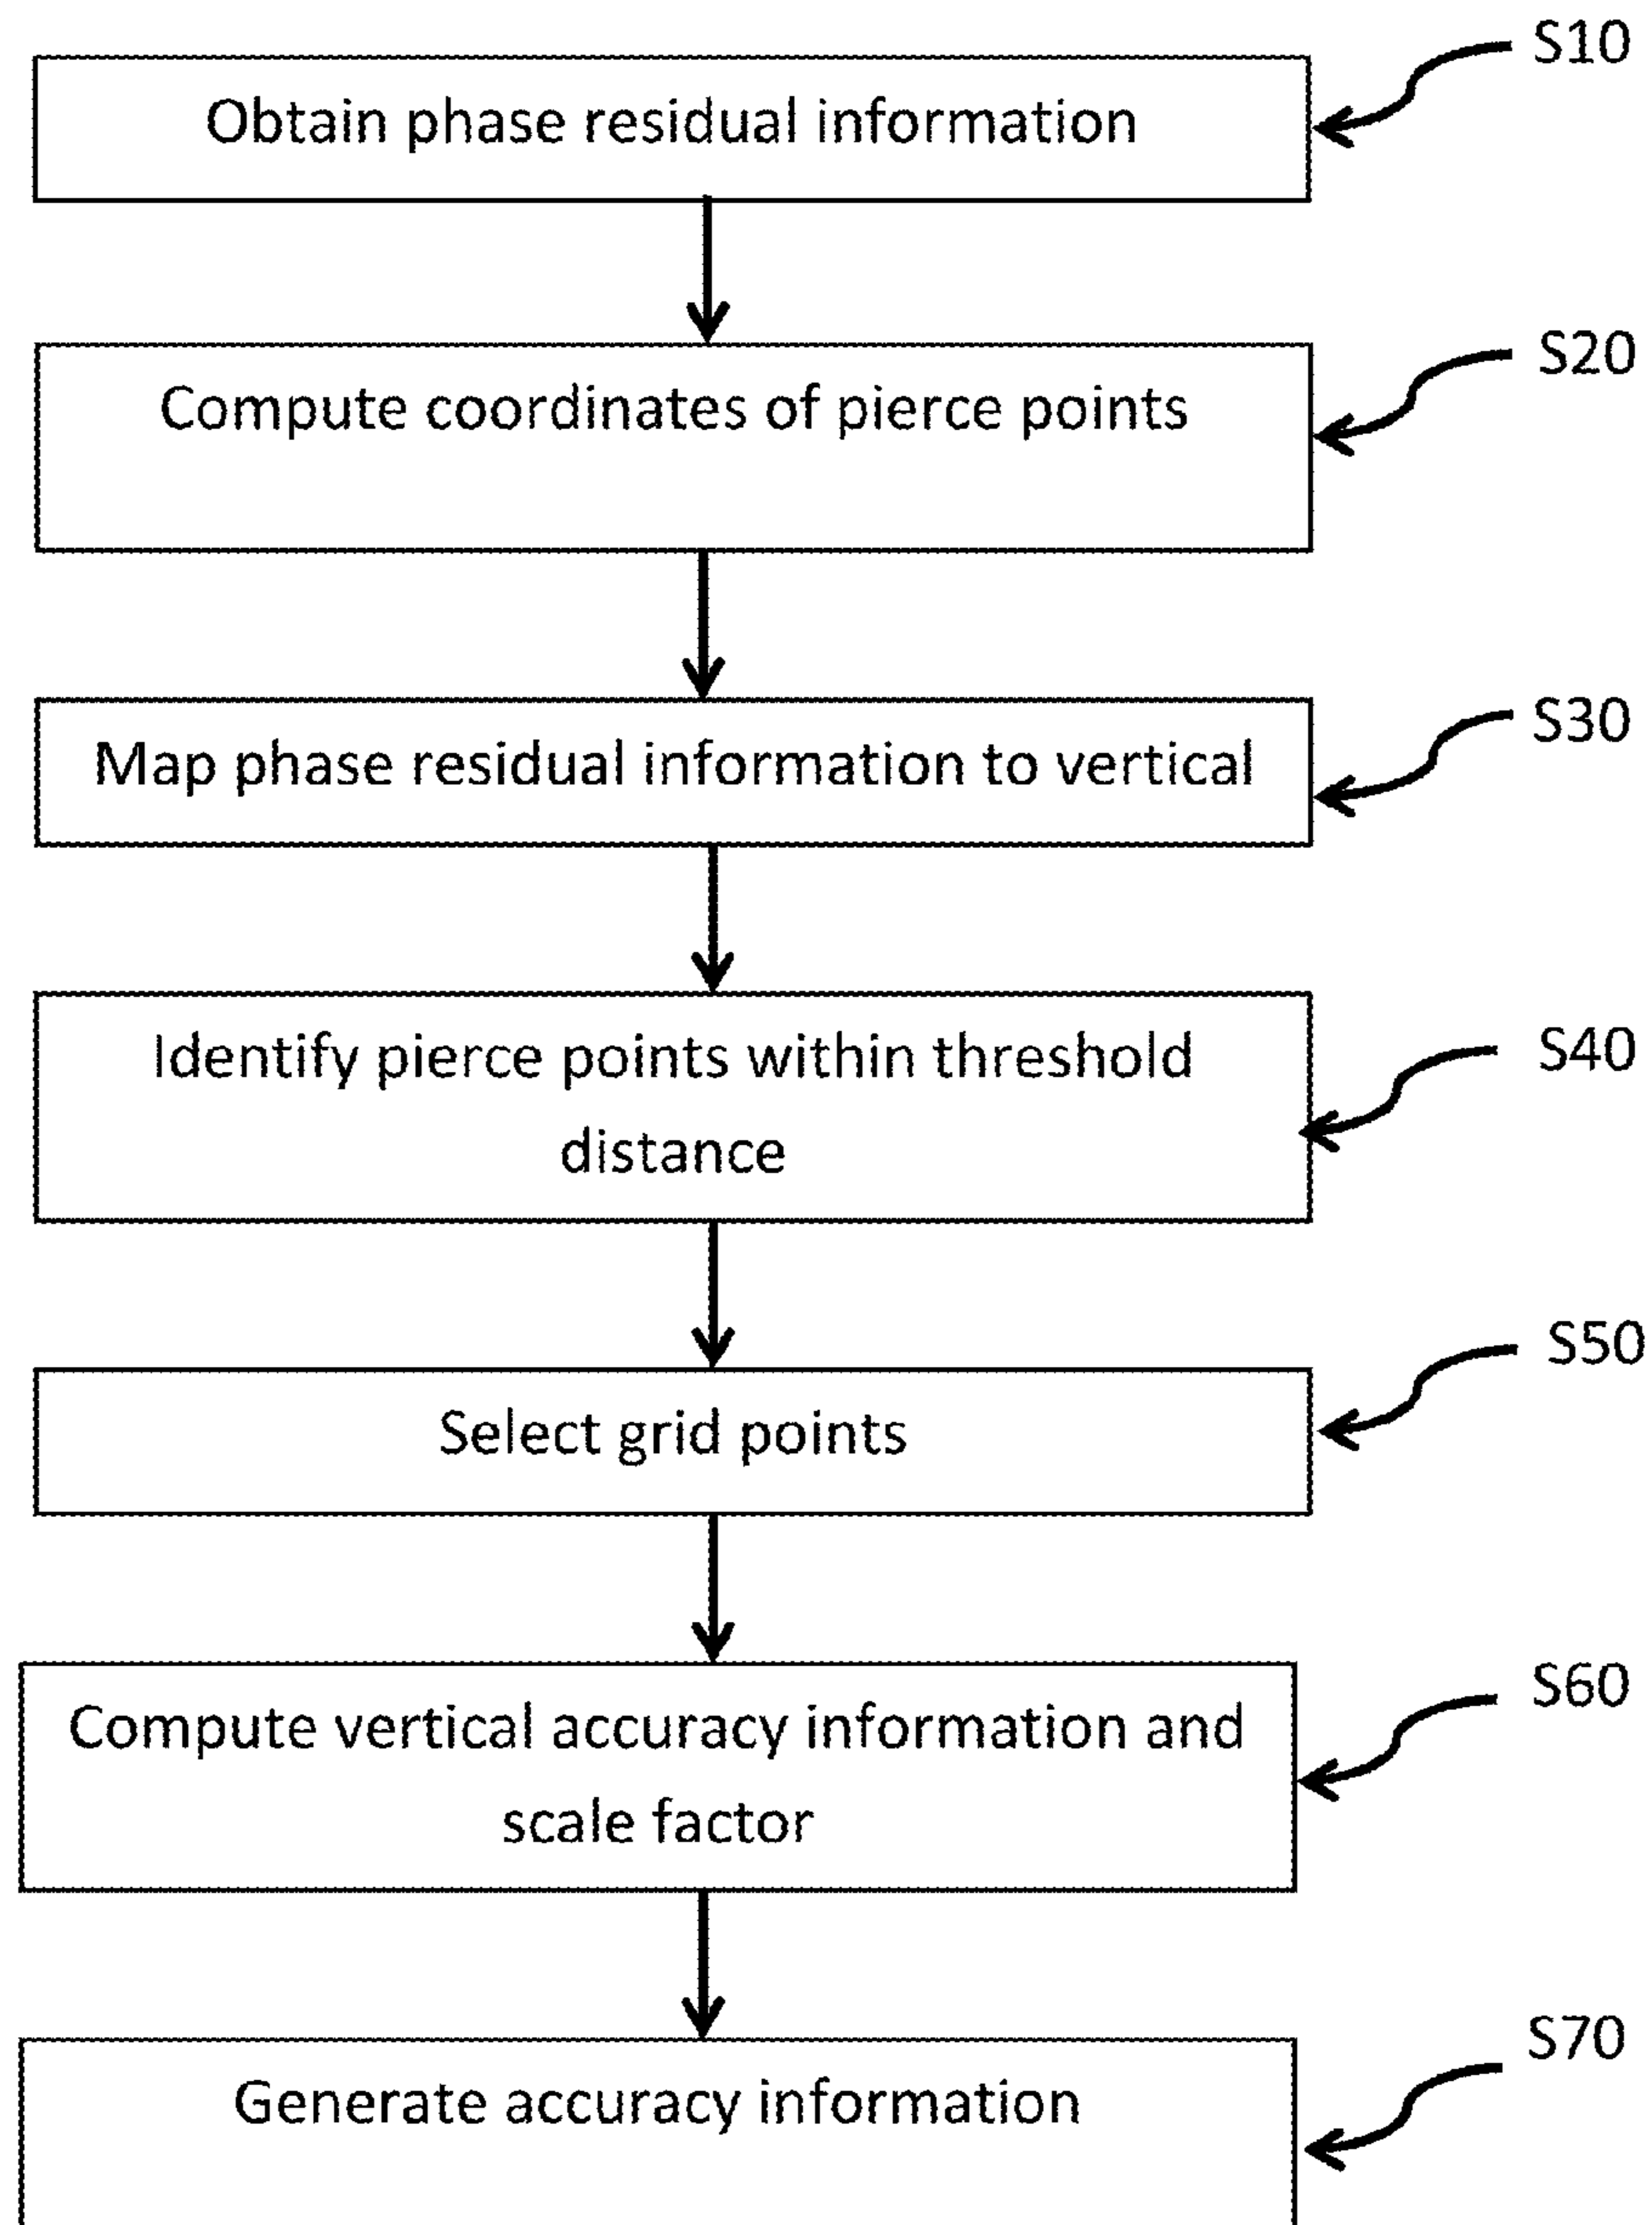 S10
Obtain phase residual information
S20
Compute coordinates of pierce points
S30
Map phase residual information to vertical
S40
Identify pierce points within threshold
distance
S50
Select grid points
S60
Compute vertical accuracy information and
scale factor
S70
Generate accuracy information